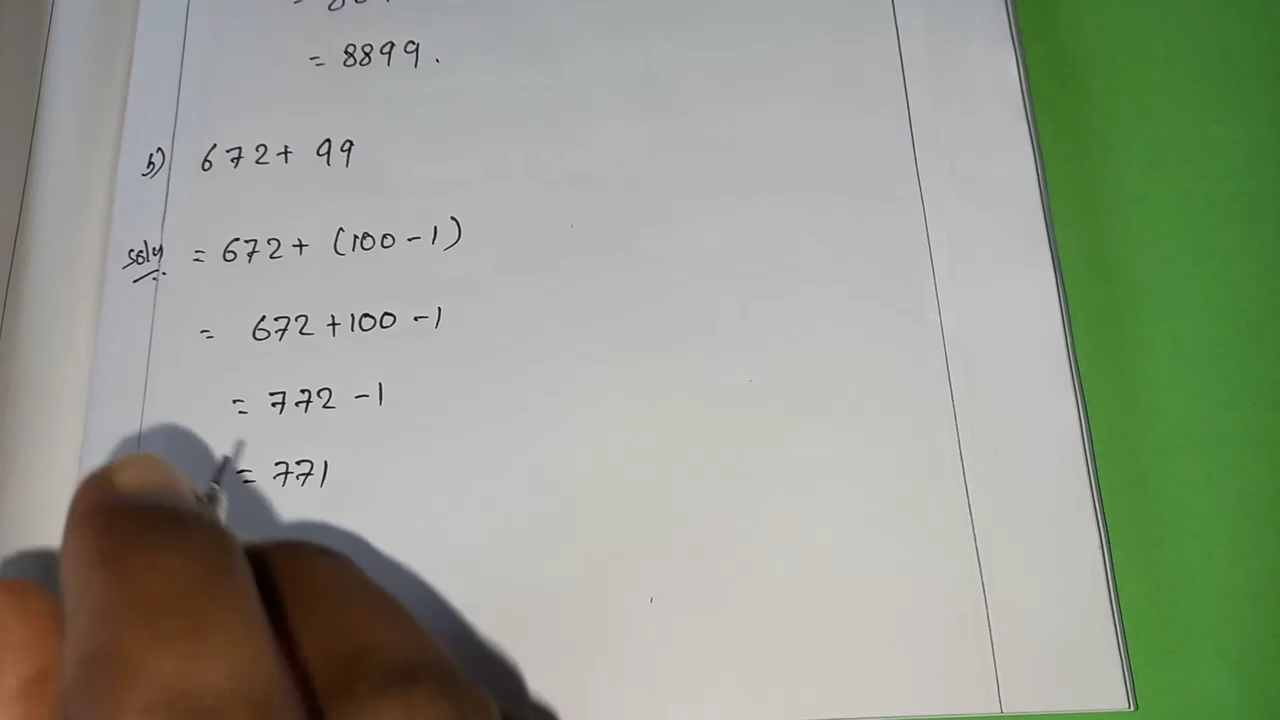 = 8899.
b) 672 + 99
Soln = 672 + (100 - 1)
= 672 + 100 - 1
= 772 - 1
= 771